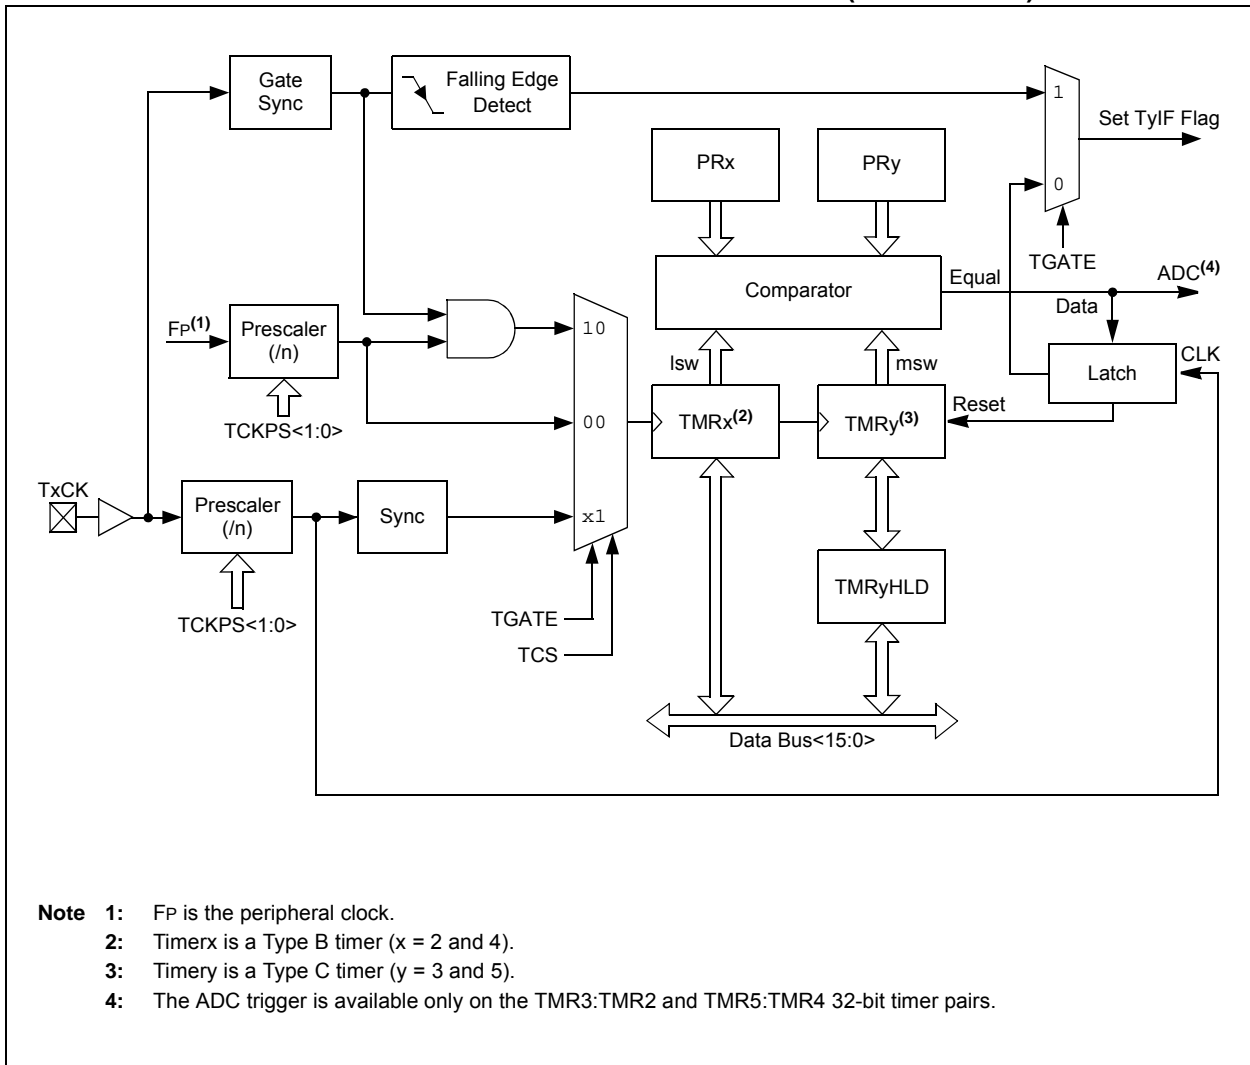 Gate
Sync
Falling Edge
Detect
1
Set TyIF Flag
PRx
PRy
0
TGATE
Comparator
Equal
ADC(4)
Data
FP(1)
Prescaler
(/n)
10
lsw
msw
CLK
Latch
TCKPS<1:0>
00
TMRx(2)
TMRy(3)
Reset
TxCK
Prescaler
(/n)
Sync
x1
TMRyHLD
TCKPS<1:0>
TGATE
TCS
Data Bus<15:0>
Note 1: FP is the peripheral clock.
2: Timerx is a Type B timer (x = 2 and 4).
3: Timery is a Type C timer (y = 3 and 5).
4: The ADC trigger is available only on the TMR3:TMR2 and TMR5:TMR4 32-bit timer pairs.